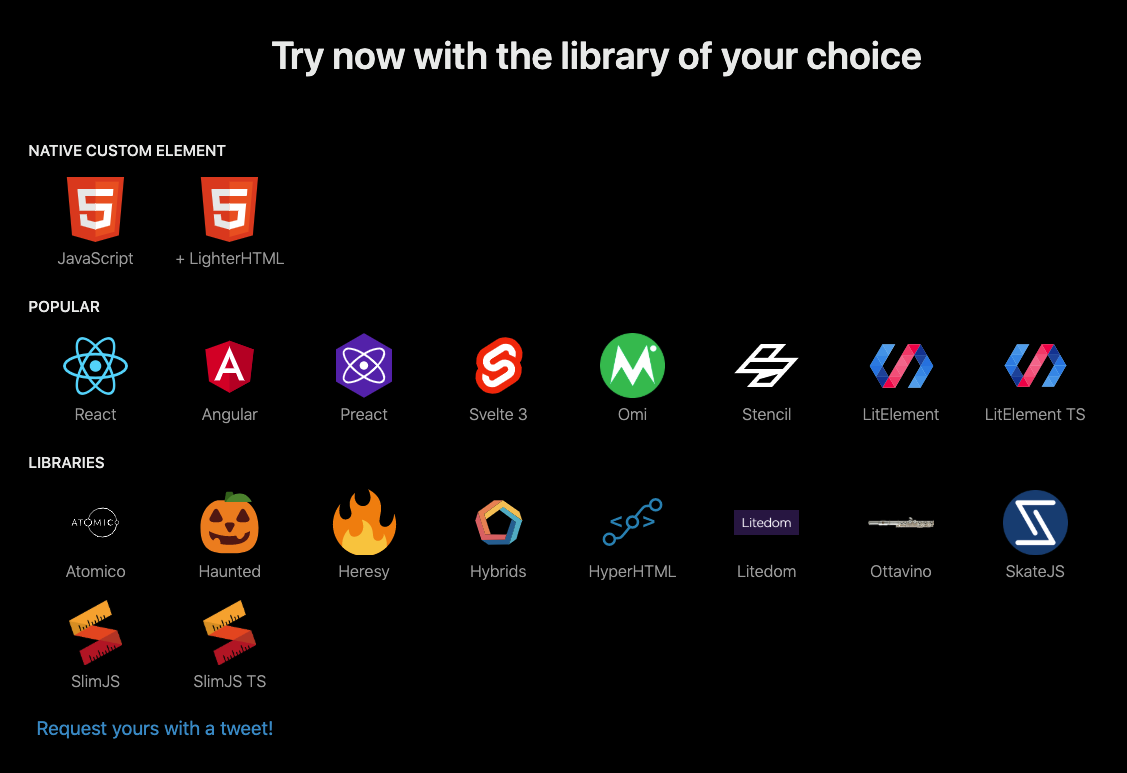 Try now with the library of your choice
NATIVE CUSTOM ELEMENT
JavaScript + LighterHTML
POPULAR
React Angular Preact Svelte 3 Omi Stencil LitElement LitElement TS
LIBRARIES
ATOMICO Litedom
Atomico Haunted Heresy Hybrids HyperHTML Litedom Ottavino SkateJS
SlimJS SlimJS TS
Request yours with a tweet!